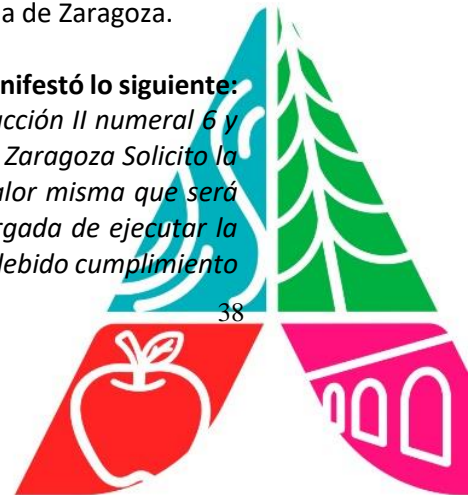 a de Zaragoza.
nifestó lo siguiente:
acción II numeral 6 y
Zaragoza Solicito la
alor misma que será
rgada de ejecutar la
debido cumplimiento
38